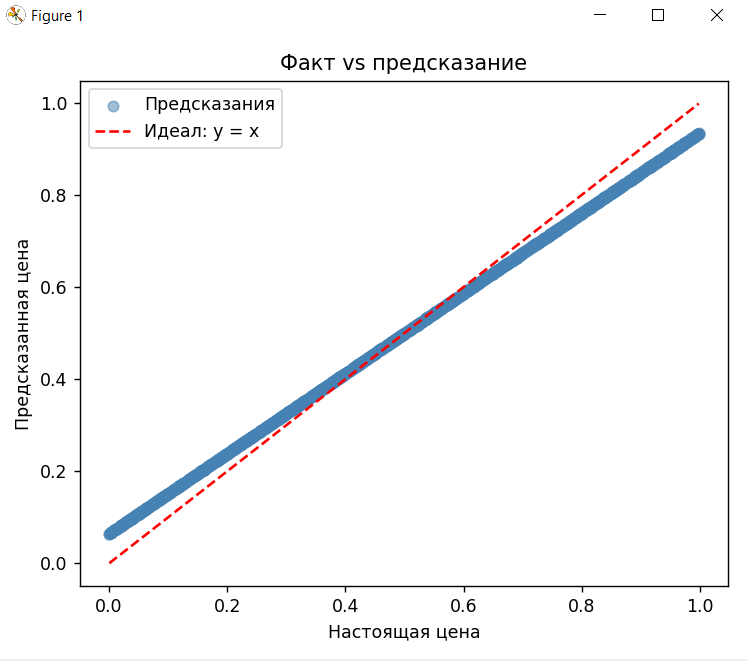 Figure 1
Факт vs предсказание
Предсказания
Идеал: y = x
Предсказанная цена
1.0
0.8
0.6
0.4
0.2
0.0
0.0 0.2 0.4 0.6 0.8 1.0
Настоящая цена